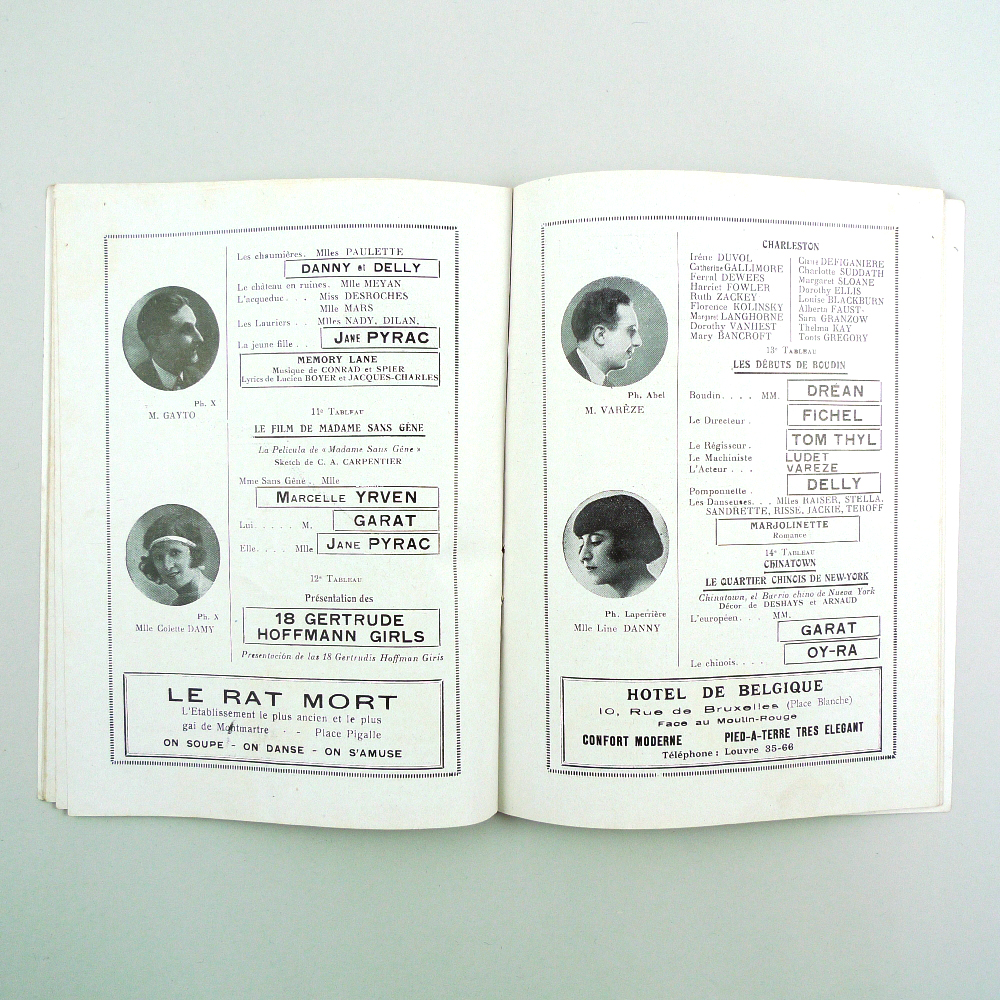 Les chaumières. Mlles PAULETTE
DANNY et DELLY
Le château en ruines. Mlle MEYAN
L'acqueduc . . . Miss DESROCHES
Mlle MARS
Les Lauriers . . Mlles NADY, DILAN,
La jeune fille . . JANE PYRAC
MEMORY LANE
Musique de CONRAD et SPIER
Lyrics de Lucien BOYER et JACQUES-CHARLES
Ph. X
M. GAYTO
11e TABLEAU
LE FILM DE MADAME SANS GÊNE
La Pelicula de « Madame Sans Gêne »
Sketch de C. A. CARPENTIER
Mme Sans Gêne . Mlle
MARCELLE YRVEN
Lui . . . . . M. GARAT
Elle. . . . Mlle JANE PYRAC
12e TABLEAU
Présentation des
18 GERTRUDE
HOFFMANN GIRLS
Presentación de las 18 Gertrudis Hoffman Girls
Ph. X
Mlle Colette DAMY
LE RAT MORT
L'Etablissement le plus ancien et le plus
gai de Montmartre - - Place Pigalle
ON SOUPE - ON DANSE - ON S'AMUSE
CHARLESTON
Irène DUVOL
Catherine GALLIMORE
Ferral DEWEES
Harriet FOWLER
Ruth ZACKEY
Florence KOLINSKY
Margret LANGHORNE
Dorothy VANHEST
Mary BANCROFT
DEFIGANIERE
Charlotte SUDDATH
Margaret SLOANE
Dorothy ELLIS
Louise BLACKBURN
Alberta FAUST
Sara GRANZOW
Thelma KAY
Toots GREGORY
Ph. Abel
M. VARÈZE
13e TABLEAU
LES DÉBUTS DE BOUDIN
Boudin. . . . MM. DRÉAN
Le Directeur . FICHEL
Le Régisseur. TOM THYL
Le Machiniste LUDET
L'Acteur . . . VAREZE
Pomponnette . DELLY
Les Danseuses. . . Mlles RAISER, STELLA,
SANDRETTE, RISSE, JACKIE, TEROFF
MARJOLINETTE
Romance
14e TABLEAU
CHINATOWN
LE QUARTIER CHINOIS DE NEW-YORK
Chinatown, el Barrio chino de Nueva York
Décor de DESHAYS et ARNAUD
L'européen. . . MM.
GARAT
Le chinois. . . . OY-RA
Ph. Laperrière
Mlle Line DANNY
HOTEL DE BELGIQUE
10, Rue de Bruxelles (Place Blanche)
Face au Moulin-Rouge
CONFORT MODERNE PIED-A-TERRE TRES ELEGANT
Téléphone : Louvre 35-66